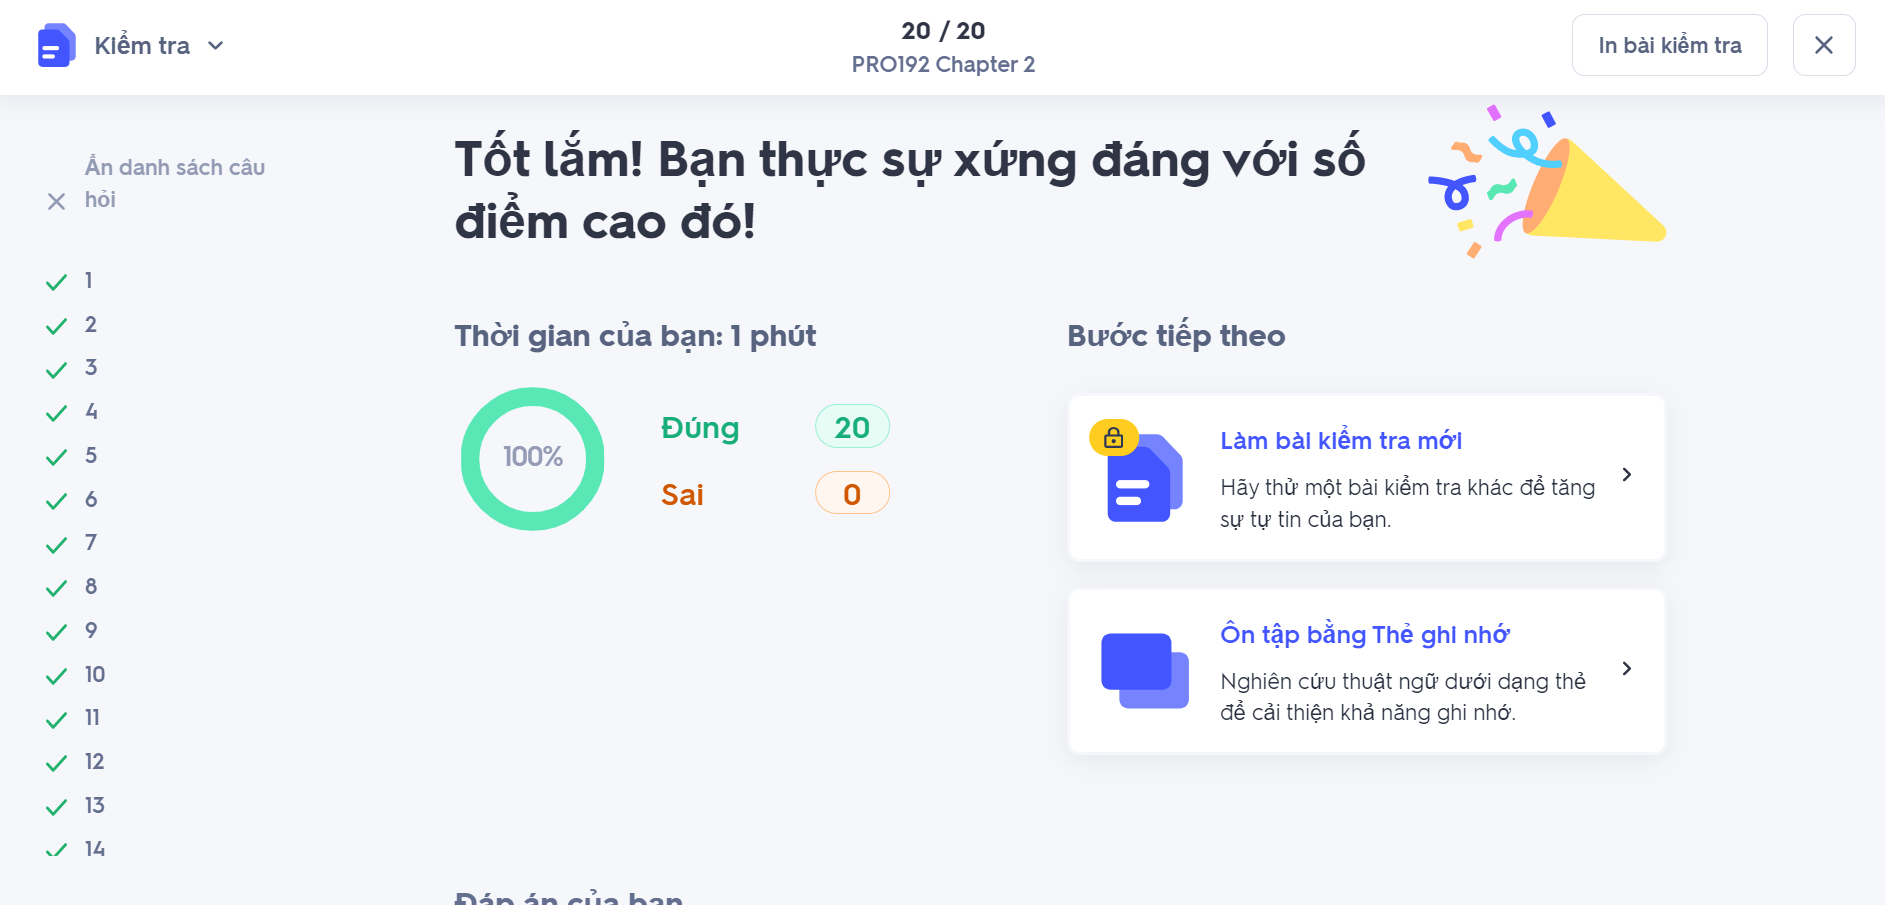 Kiểm tra
20 / 20
PRO192 Chapter 2
In bài kiểm tra
Ẩn danh sách câu
hỏi
1
2
3
4
5
6
7
8
9
10
11
12
13
14
Tốt lắm! Bạn thực sự xứng đáng với số
điểm cao đó!
Thời gian của bạn: 1 phút
100%
Đúng
20
Sai
0
Bước tiếp theo
Làm bài kiểm tra mới
Hãy thử một bài kiểm tra khác để tăng
sự tự tin của bạn.
Ôn tập bằng Thẻ ghi nhớ
Nghiên cứu thuật ngữ dưới dạng thẻ
để cải thiện khả năng ghi nhớ.
Đáp án của bạn